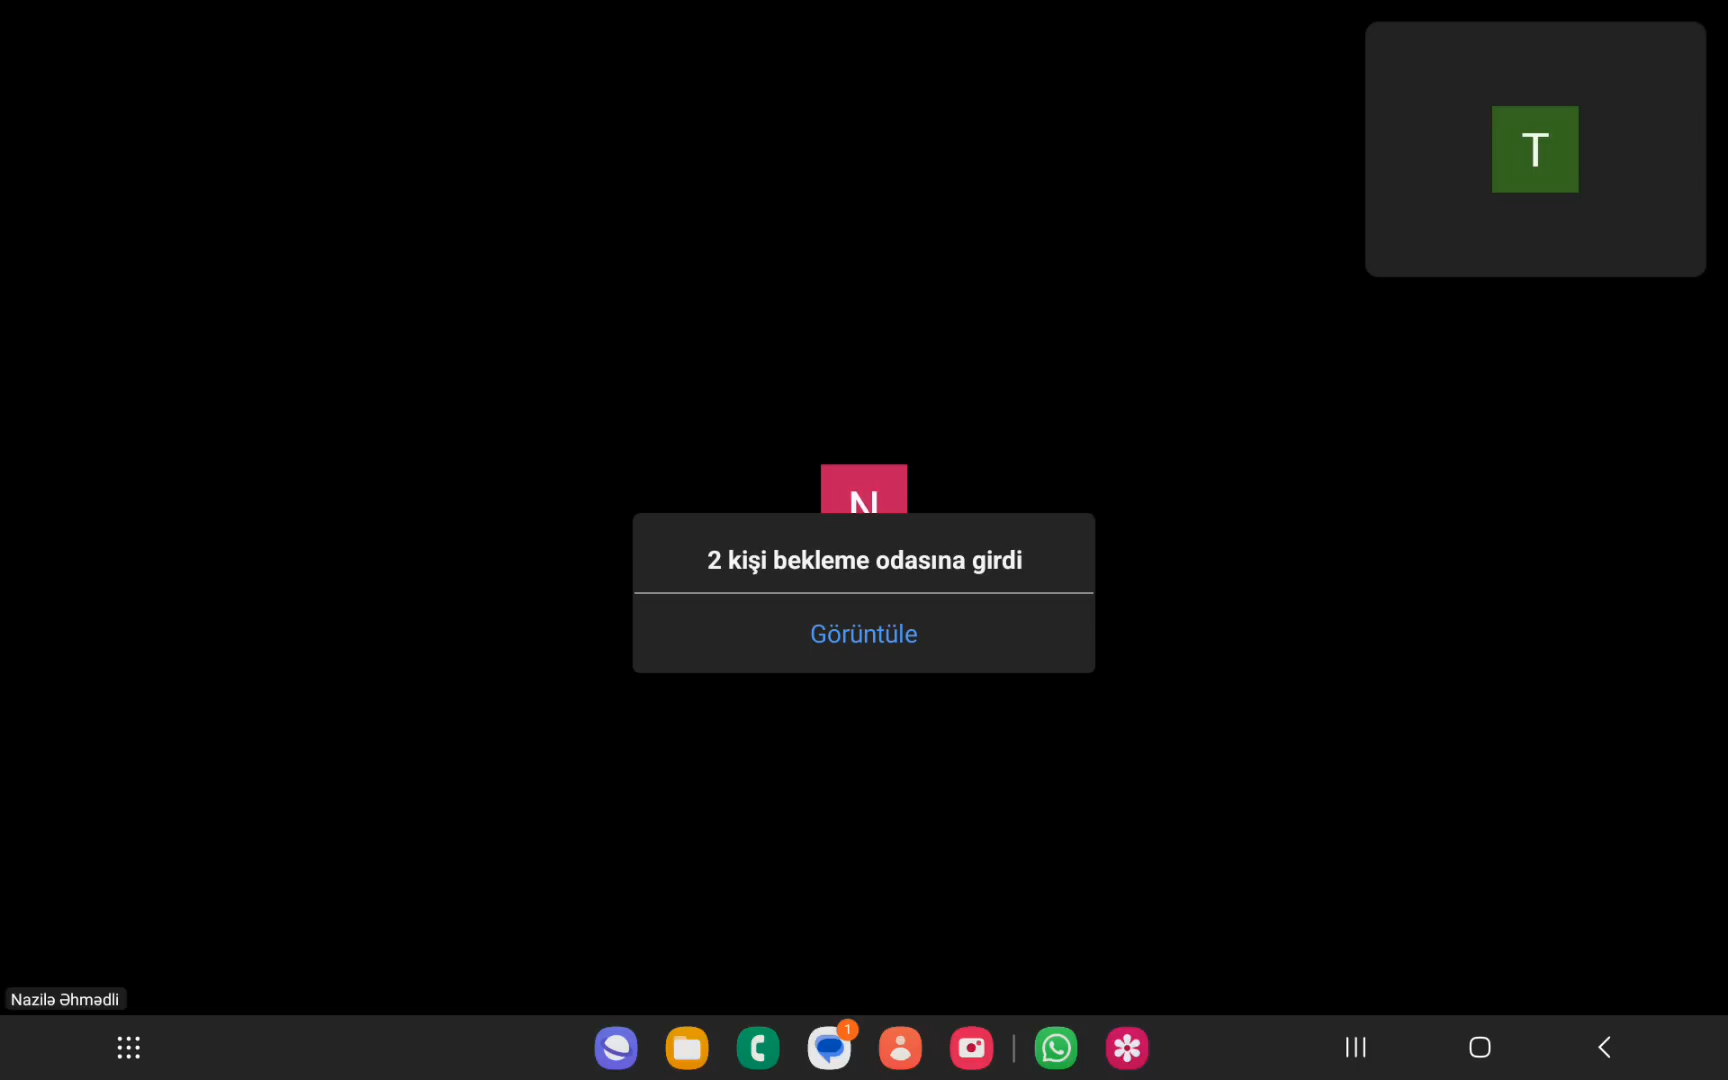 T
N
2 kişi bekleme odasına girdi
Görüntüle
Nazilə Əhmədli
1